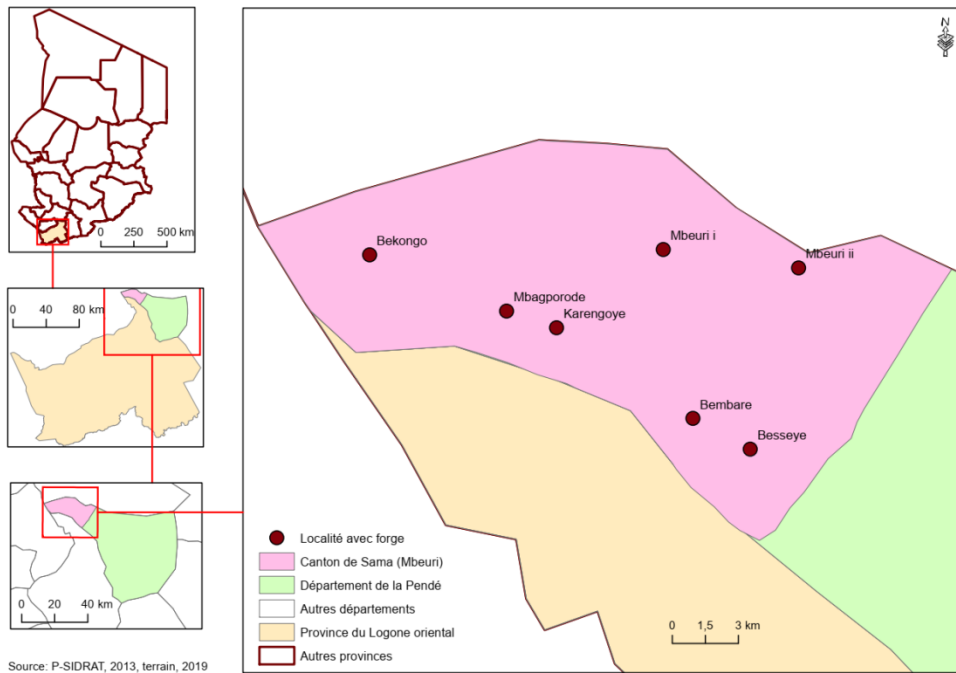 0 250 500 km
0 40 80 km
0 20 40 km
Source: P-SIDRAT, 2013, terrain, 2019
N
Bekongo
Mbeuri i
Mbeuri ii
Mbagporode
Karengoye
Bembare
Besseye
Localité avec forge
Canton de Sama (Mbeuri)
Département de la Pendé
Autres départements
Province du Logone oriental
Autres provinces
0 1,5 3 km